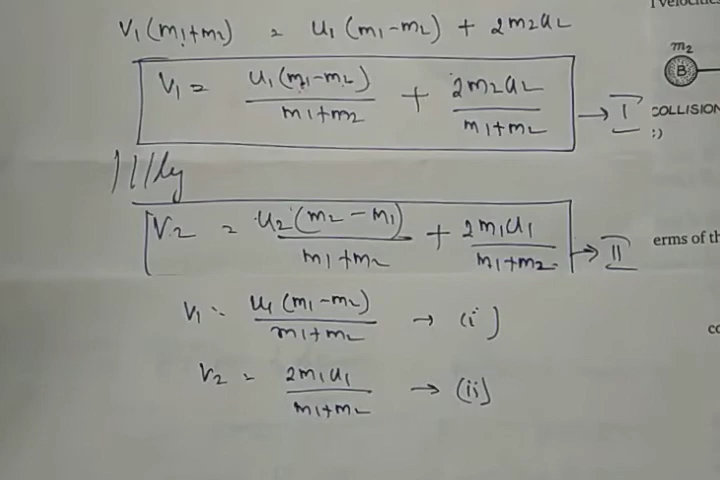 V₁(m₁+m₂) = u₁(m₁-m₂) + 2m₂u₂
V₁ = u₁(m₁-m₂)/m₁+m₂ + 2m₂u₂/m₁+m₂ → I
m₂
B
COLLISION
:)
|||ly
V₂ = u₂(m₂-m₁)/m₁+m₂ + 2m₁u₁/m₁+m₂ → II
erms of th
V₁ = u₁(m₁-m₂)/m₁+m₂ → (i)
V₂ = 2m₁u₁/m₁+m₂ → (ii)